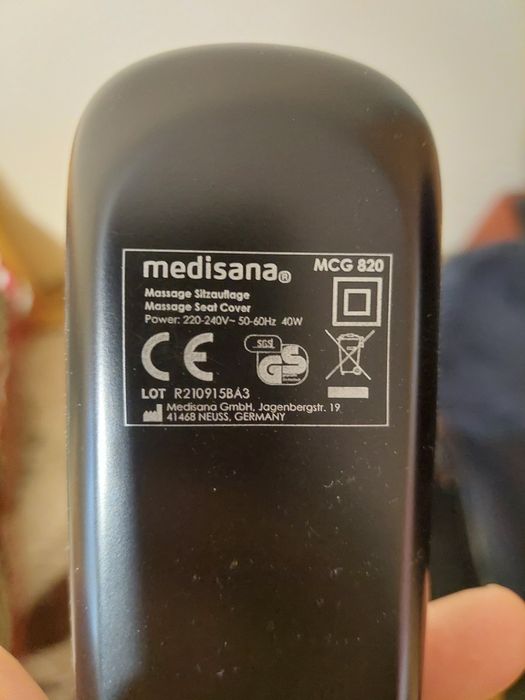 medisana®
MCG 820
Massage Sitzauflage
Massage Seat Cover
Power: 220-240V~ 50-60Hz 40W
CE
SGS
GS
LOT R210915BA3
Medisana GmbH, Jagenbergstr. 19
41468 NEUSS, GERMANY